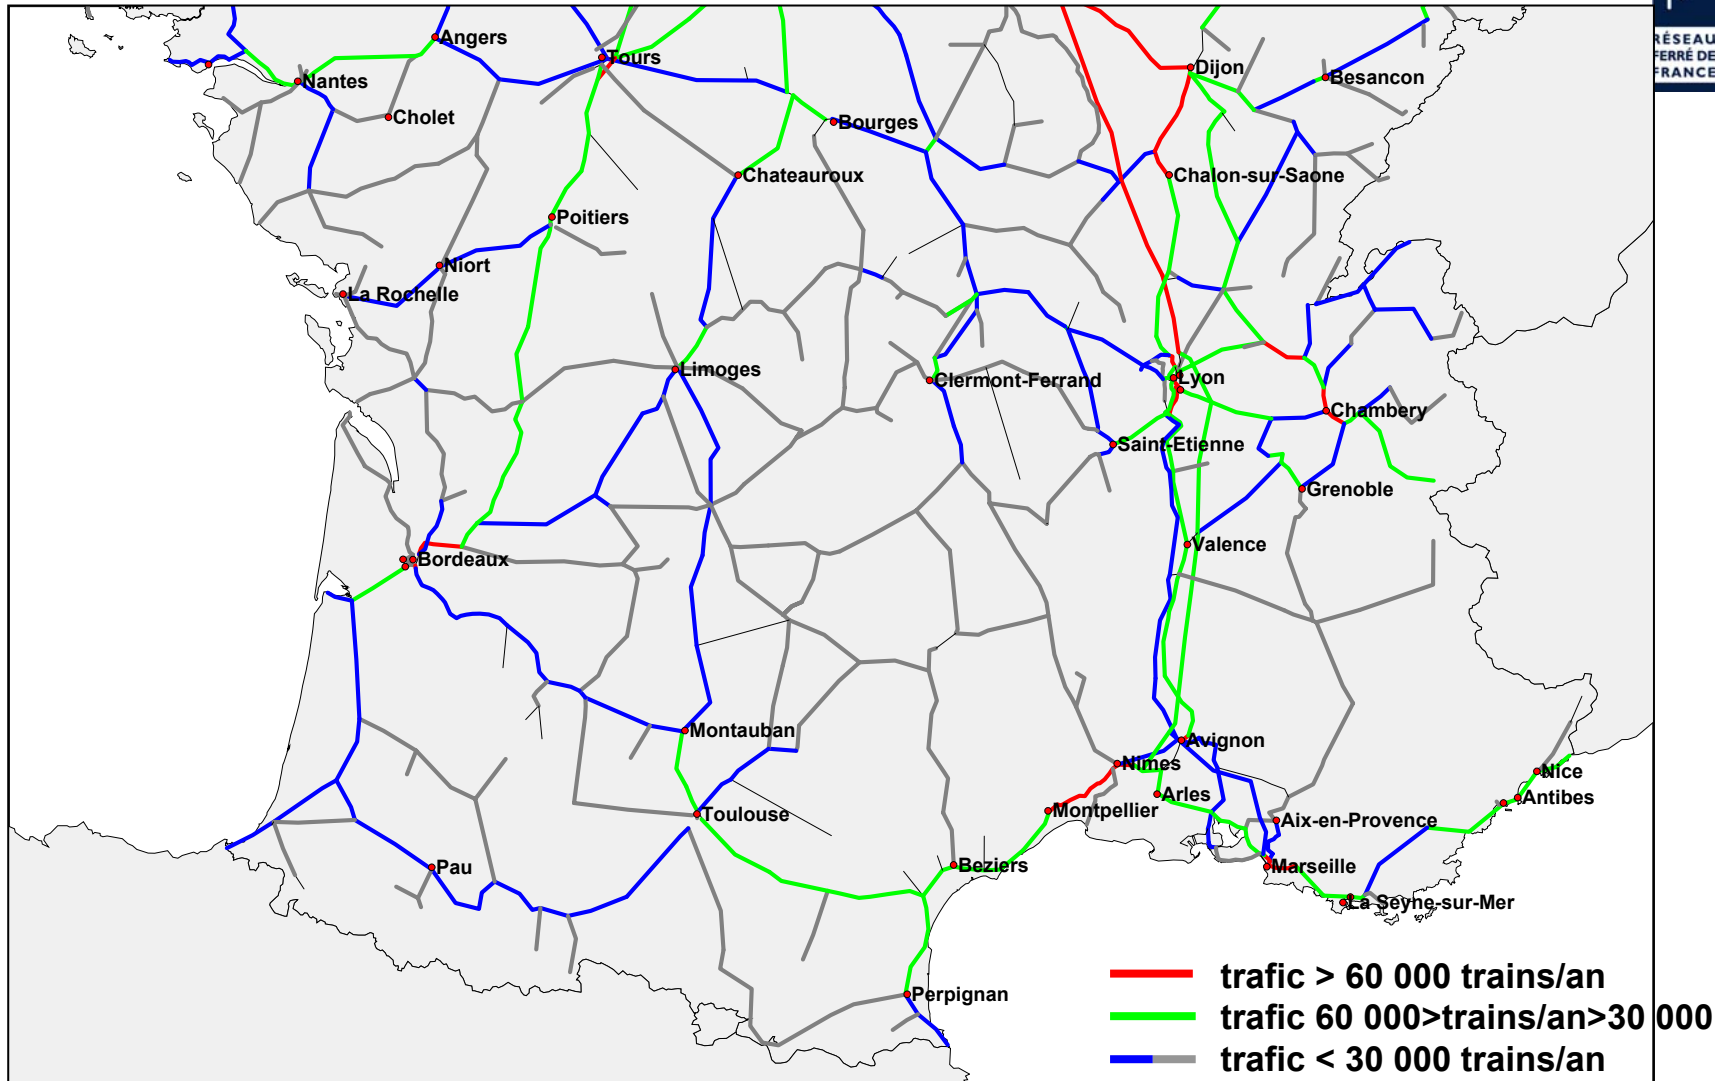 RÉSEAU
FERRÉ DE
FRANCE
Angers
Tours
Dijon
Besancon
Nantes
Cholet
Bourges
Chateauroux
Chalon-sur-Saone
Poitiers
Niort
La Rochelle
Limoges
Clermont-Ferrand
Lyon
Chambery
Saint-Etienne
Grenoble
Bordeaux
Valence
Montauban
Avignon
Nimes
Nice
Arles
Antibes
Toulouse
Montpellier
Aix-en-Provence
Pau
Beziers
Marseille
La Seyne-sur-Mer
Perpignan
trafic > 60 000 trains/an
trafic 60 000>trains/an>30 000
trafic < 30 000 trains/an